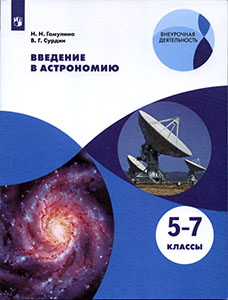 Н. Н. Гомулина
В. Г. Сурдин
ВНЕУРОЧНАЯ
ДЕЯТЕЛЬНОСТЬ
ВВЕДЕНИЕ
В АСТРОНОМИЮ
5-7
КЛАССЫ